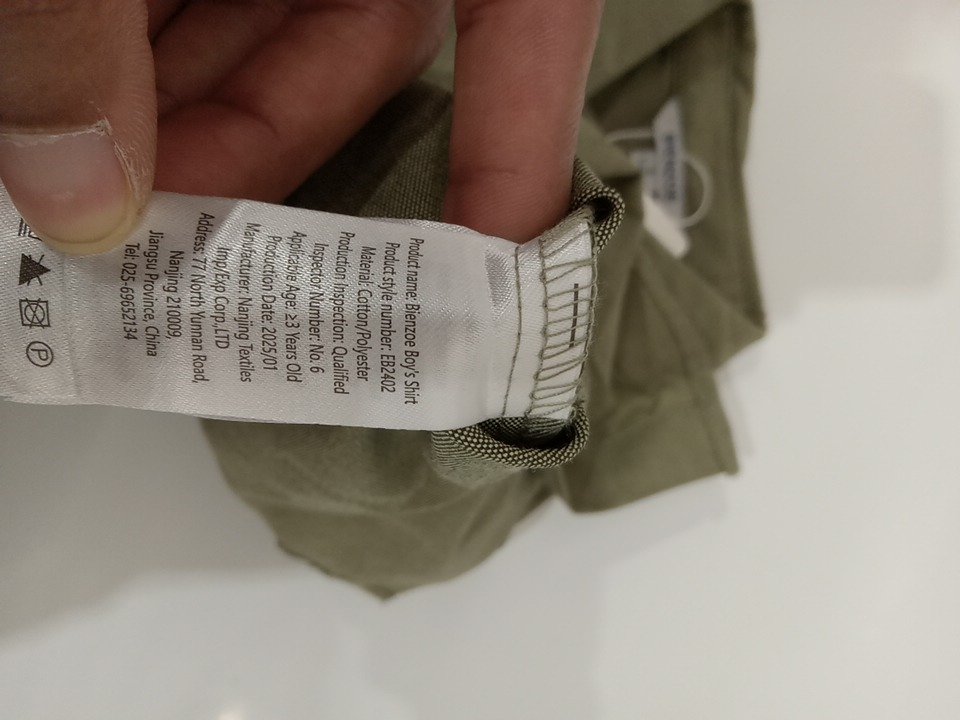 Product name: Bienzoe Boy's Shirt
Product style number: EB2402
Material: Cotton/Polyester
Production Inspection: Qualified
Inspector Number: No. 6
Applicable Age: ≥3 Years Old
Production Date: 2025/01
Manufacturer: Nanjing Textiles
Imp/Exp Corp.,LTD
Address: 77 North Yunnan Road,
Nanjing 210009,
Jiangsu Province, China
Tel: 025-69652134
P